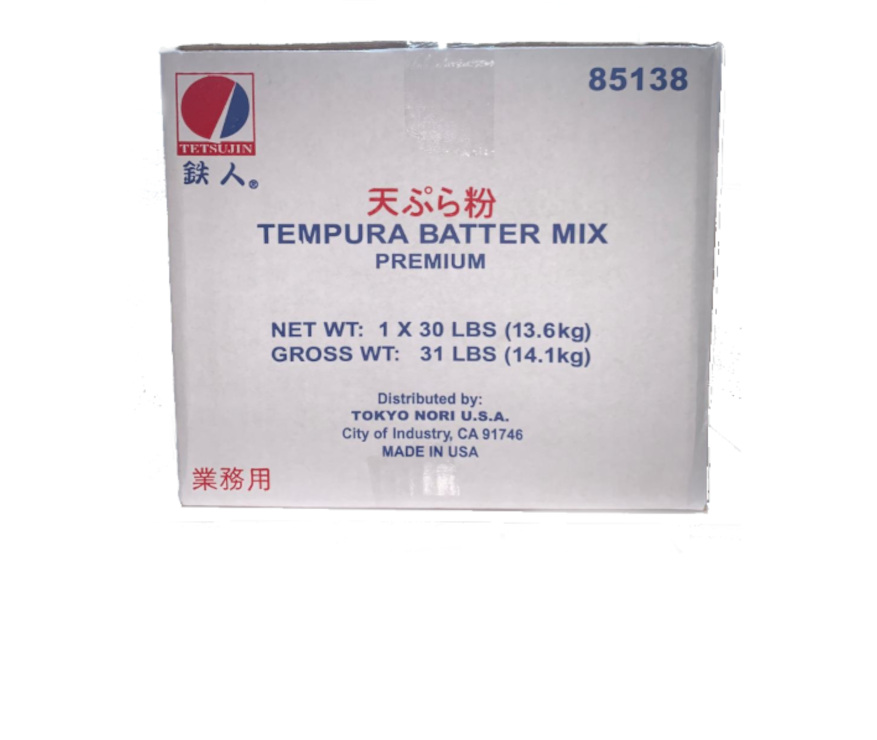 85138
TETSUJIN
鉄人®
天ぷら粉
TEMPURA BATTER MIX
PREMIUM
NET WT: 1 X 30 LBS (13.6kg)
GROSS WT: 31 LBS (14.1kg)
Distributed by:
TOKYO NORI U.S.A.
City of Industry, CA 91746
MADE IN USA
業務用